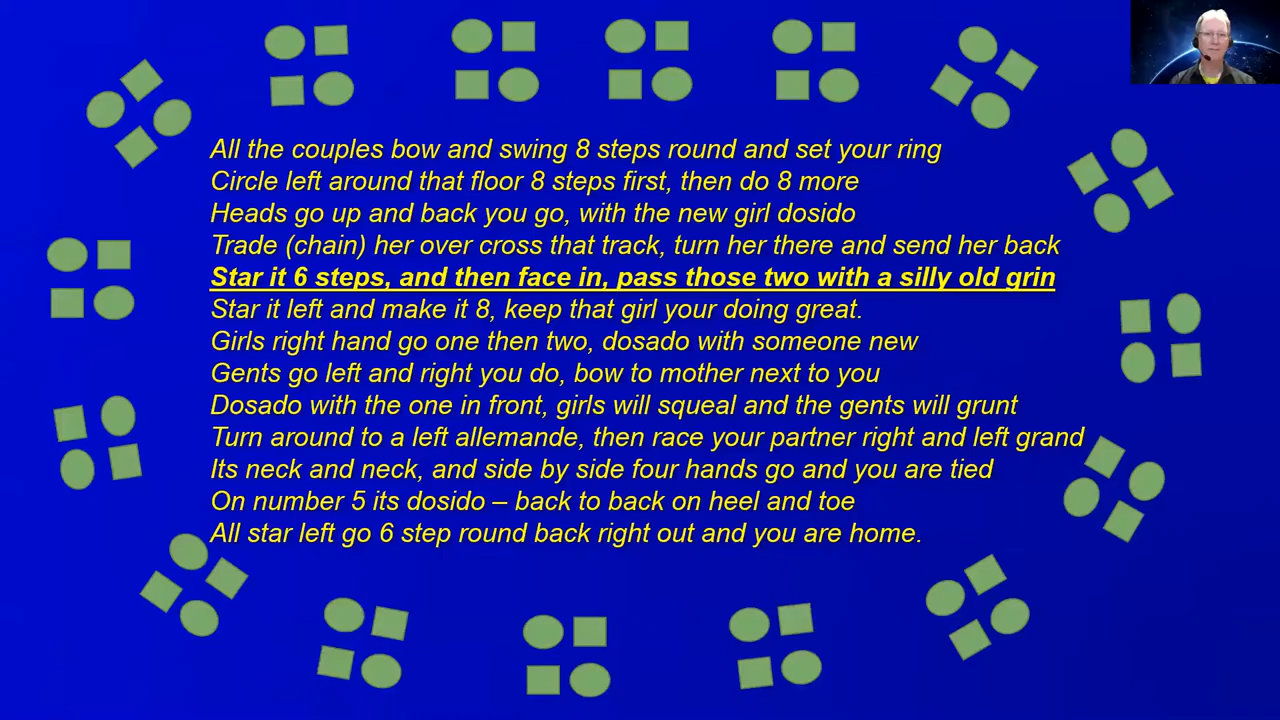 All the couples bow and swing 8 steps round and set your ring
Circle left around that floor 8 steps first, then do 8 more
Heads go up and back you go, with the new girl dosido
Trade (chain) her over cross that track, turn her there and send her back
Star it 6 steps, and then face in, pass those two with a silly old grin
Star it left and make it 8, keep that girl your doing great.
Girls right hand go one then two, dosado with someone new
Gents go left and right you do, bow to mother next to you
Dosado with the one in front, girls will squeal and the gents will grunt
Turn around to a left allemande, then race your partner right and left grand
Its neck and neck, and side by side four hands go and you are tied
On number 5 its dosido – back to back on heel and toe
All star left go 6 step round back right out and you are home.